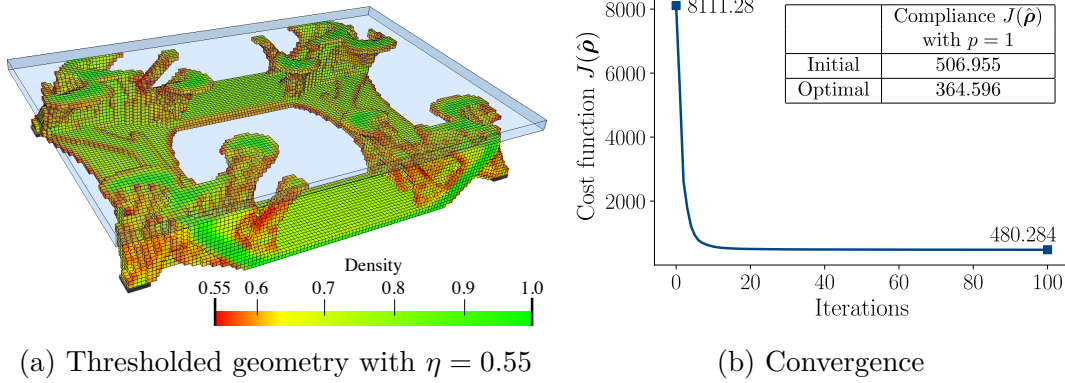 Density
0.55 0.6 0.7 0.8 0.9 1.0
(a) Thresholded geometry with η = 0.55
Cost function J(ρ̂)
8000
6000
4000
2000
8111.28
Compliance J(ρ̂)
with p = 1
Initial 506.955
Optimal 364.596
480.284
0 20 40 60 80 100
Iterations
(b) Convergence